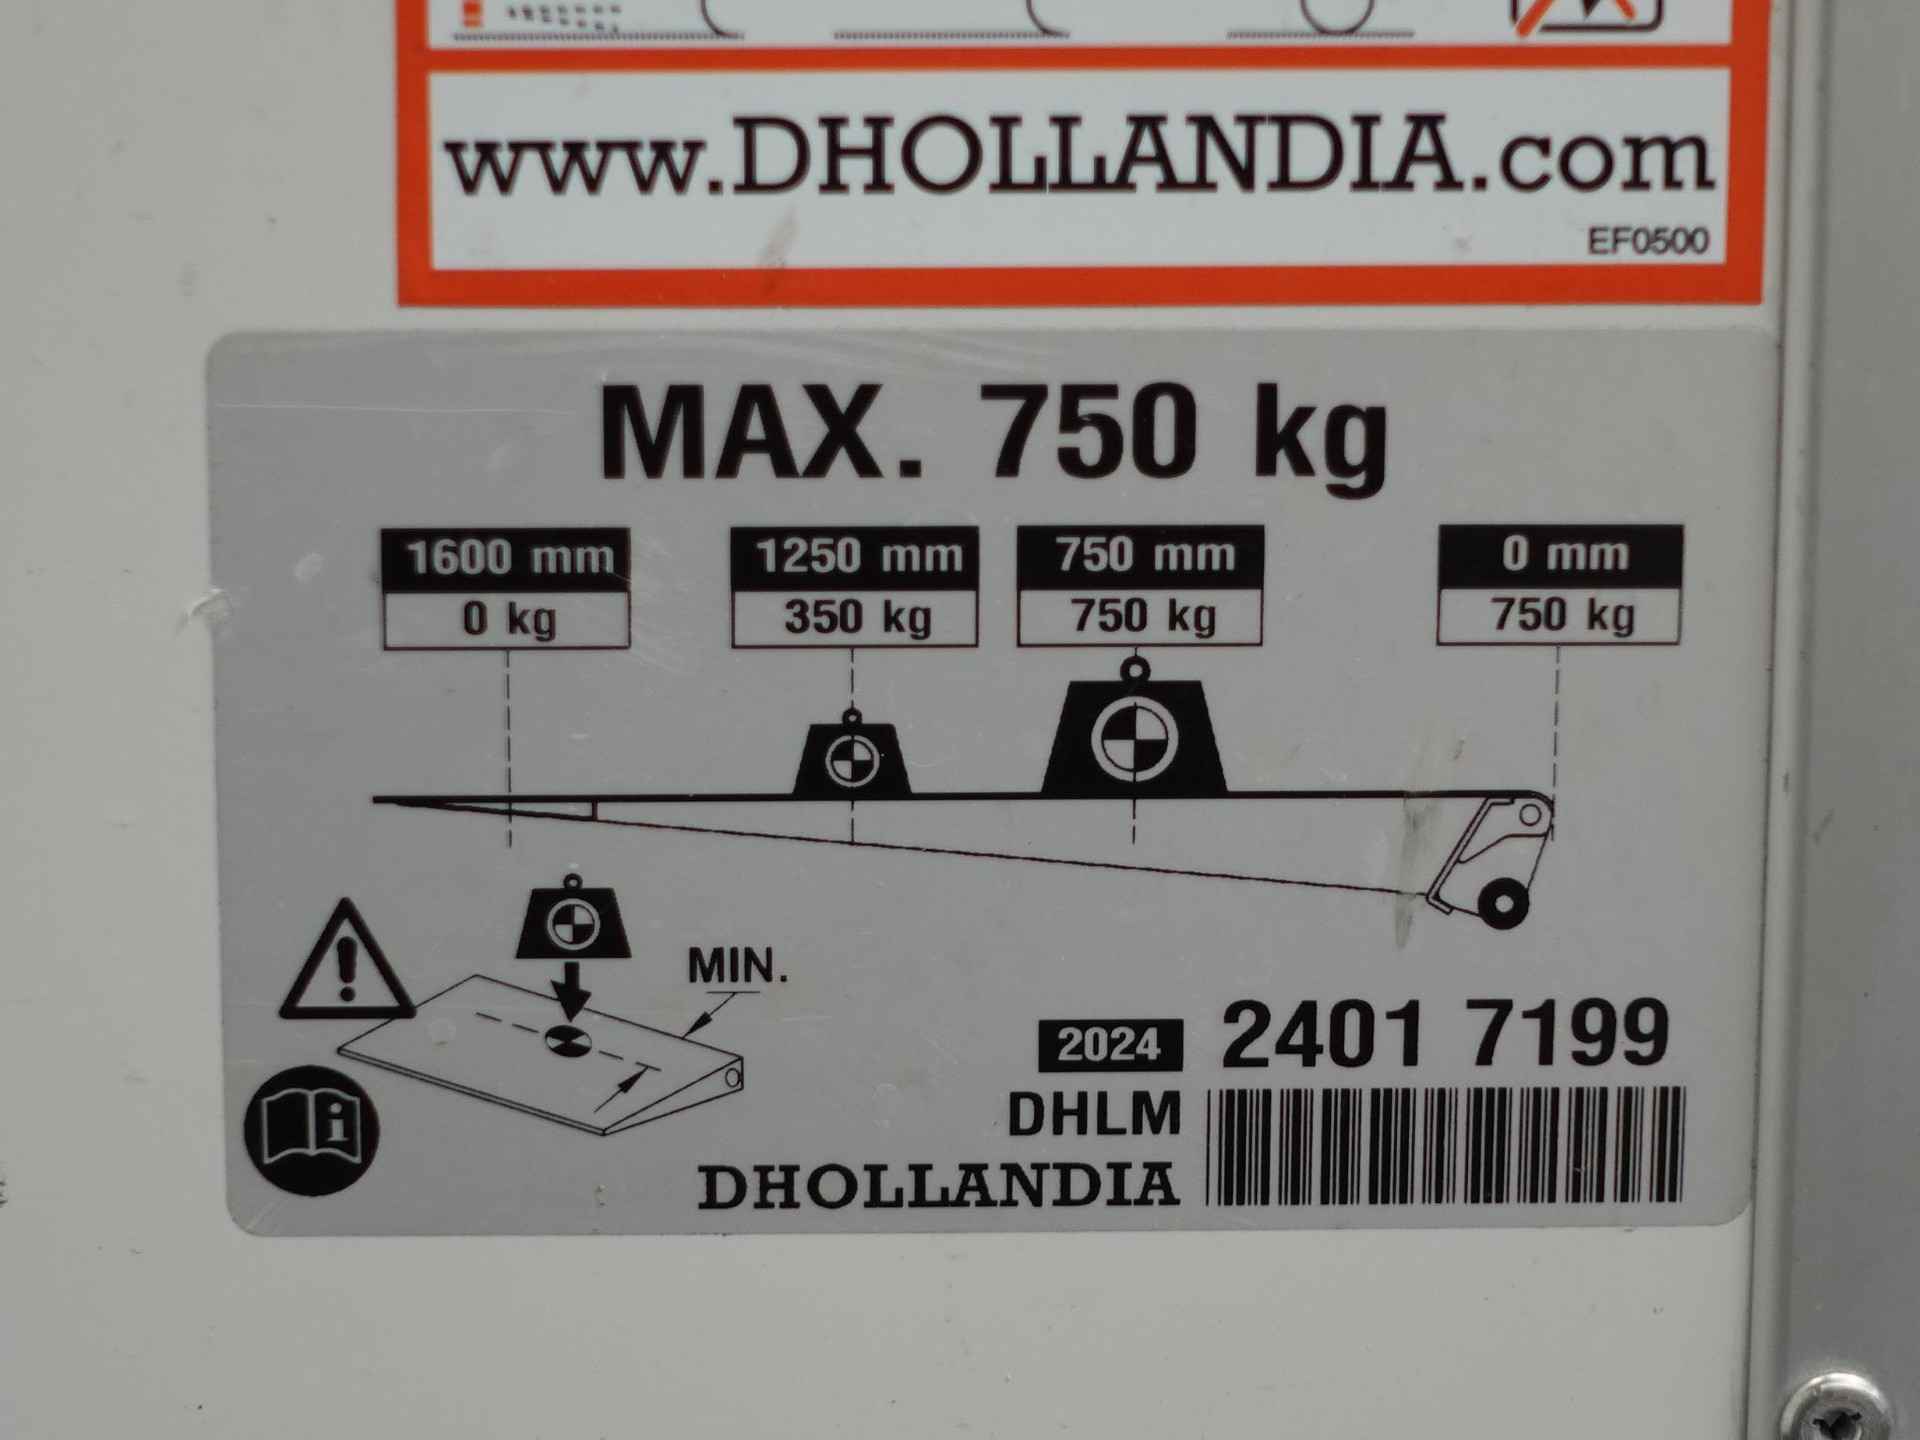 www.DHOLLANDIA.com
EF0500
MAX. 750 kg
1600 mm 1250 mm 750 mm 0 mm
0 kg 350 kg 750 kg 750 kg
MIN.
2024 2401 7199
DHLM
DHOLLANDIA